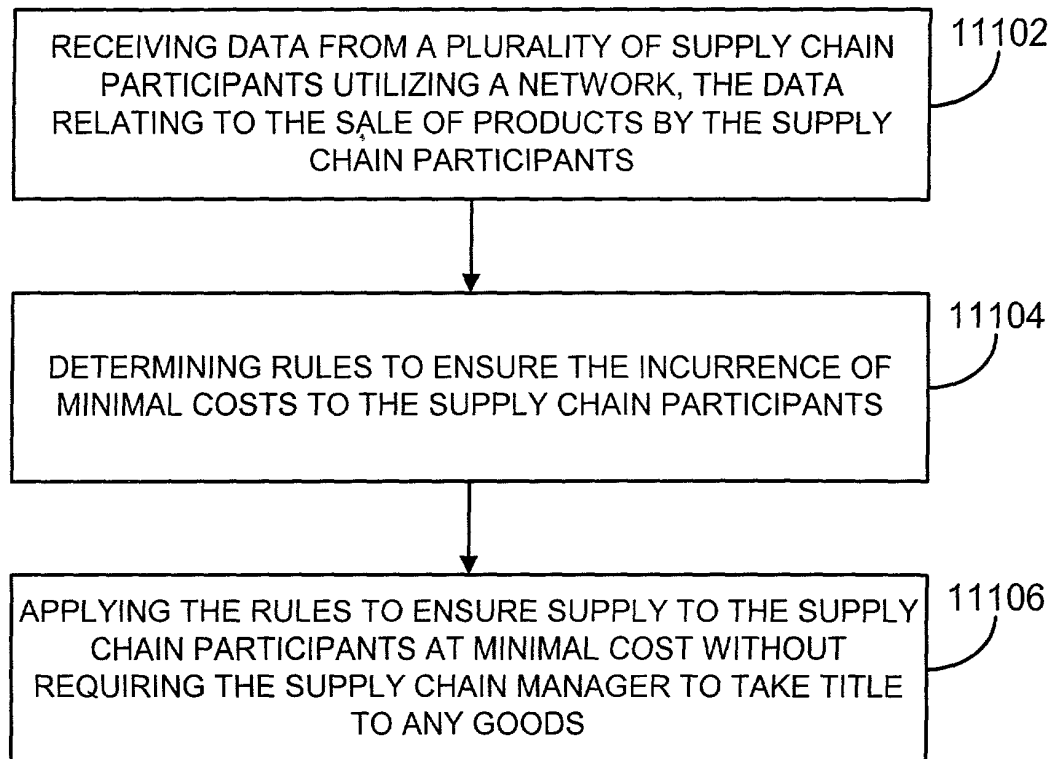 RECEIVING DATA FROM A PLURALITY OF SUPPLY CHAIN
PARTICIPANTS UTILIZING A NETWORK, THE DATA
RELATING TO THE SALE OF PRODUCTS BY THE SUPPLY
CHAIN PARTICIPANTS
11102
DETERMINING RULES TO ENSURE THE INCURRENCE OF
MINIMAL COSTS TO THE SUPPLY CHAIN PARTICIPANTS
11104
APPLYING THE RULES TO ENSURE SUPPLY TO THE SUPPLY
CHAIN PARTICIPANTS AT MINIMAL COST WITHOUT
REQUIRING THE SUPPLY CHAIN MANAGER TO TAKE TITLE
TO ANY GOODS
11106